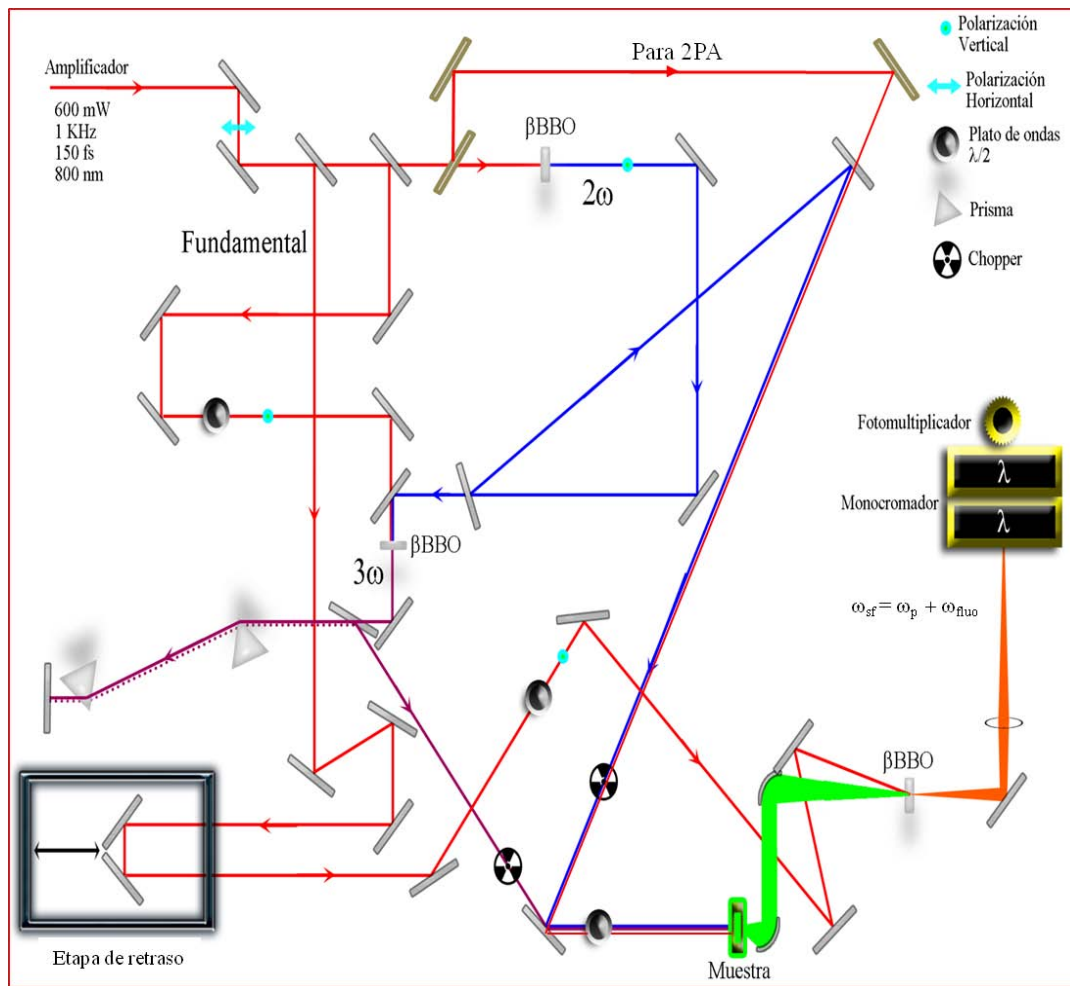 Para 2PA
Polarización
Vertical
Amplificador
600 mW
1 KHz
150 fs
800 nm
Polarización
Horizontal
βBBO
Plato de ondas
λ/2
2ω
Prisma
Fundamental
Chopper
Fotomultiplicador
λ
Monocromador
λ
βBBO
3ω
ωsf = ωp + ωfluo
βBBO
Etapa de retraso
Muestra